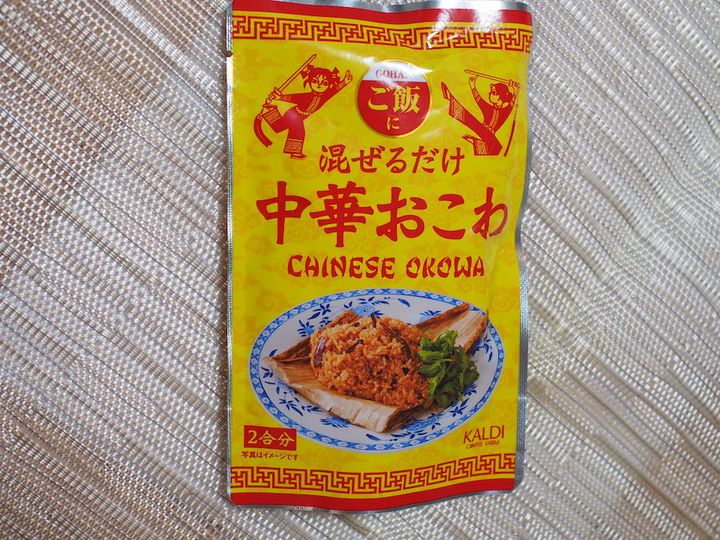 GOHAN
ご飯
に
混ぜるだけ
中華おこわ
CHINESE OKOWA
2合分
写真はイメージです
KALDI
COFFEE FARM